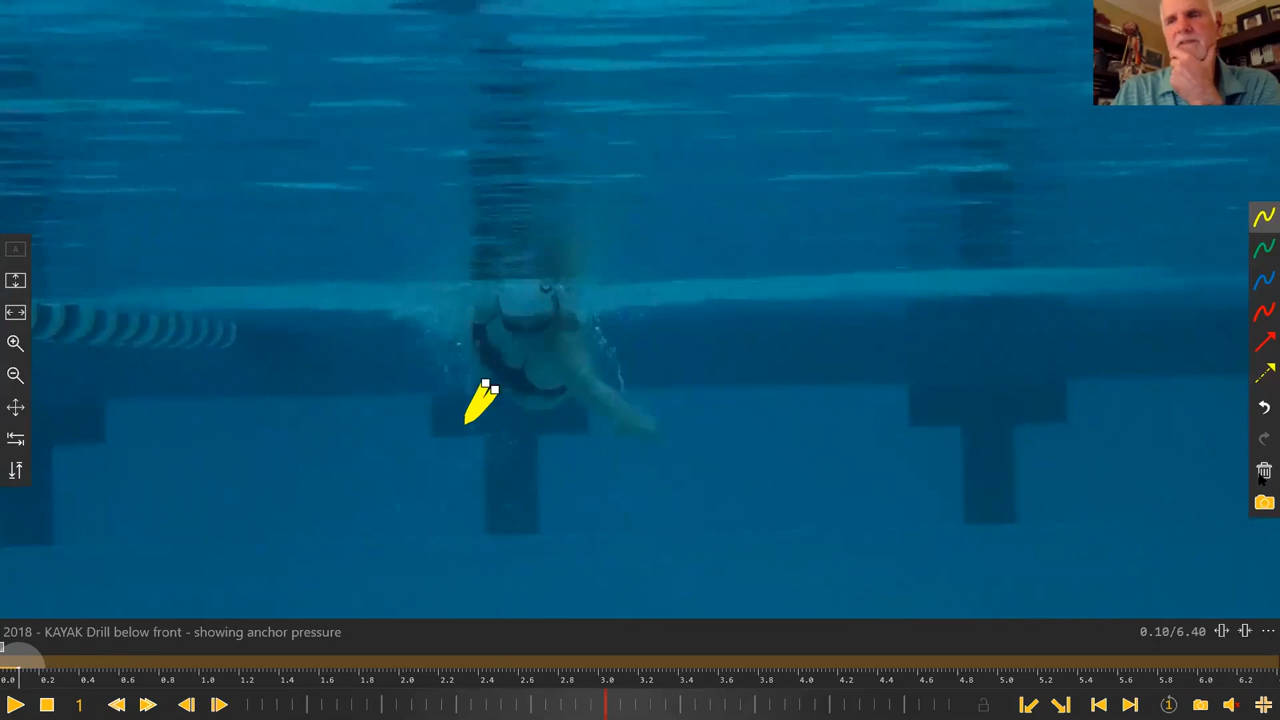 A
2018 - KAYAK Drill below front - showing anchor pressure
0.10/6.40
0.0 0.2 0.4 0.6 0.8 1.0 1.2 1.4 1.6 1.8 2.0 2.2 2.4 2.6 2.8 3.0 3.2 3.4 3.6 3.8 4.0 4.2 4.4 4.6 4.8 5.0 5.2 5.4 5.6 5.8 6.0 6.2
1
1